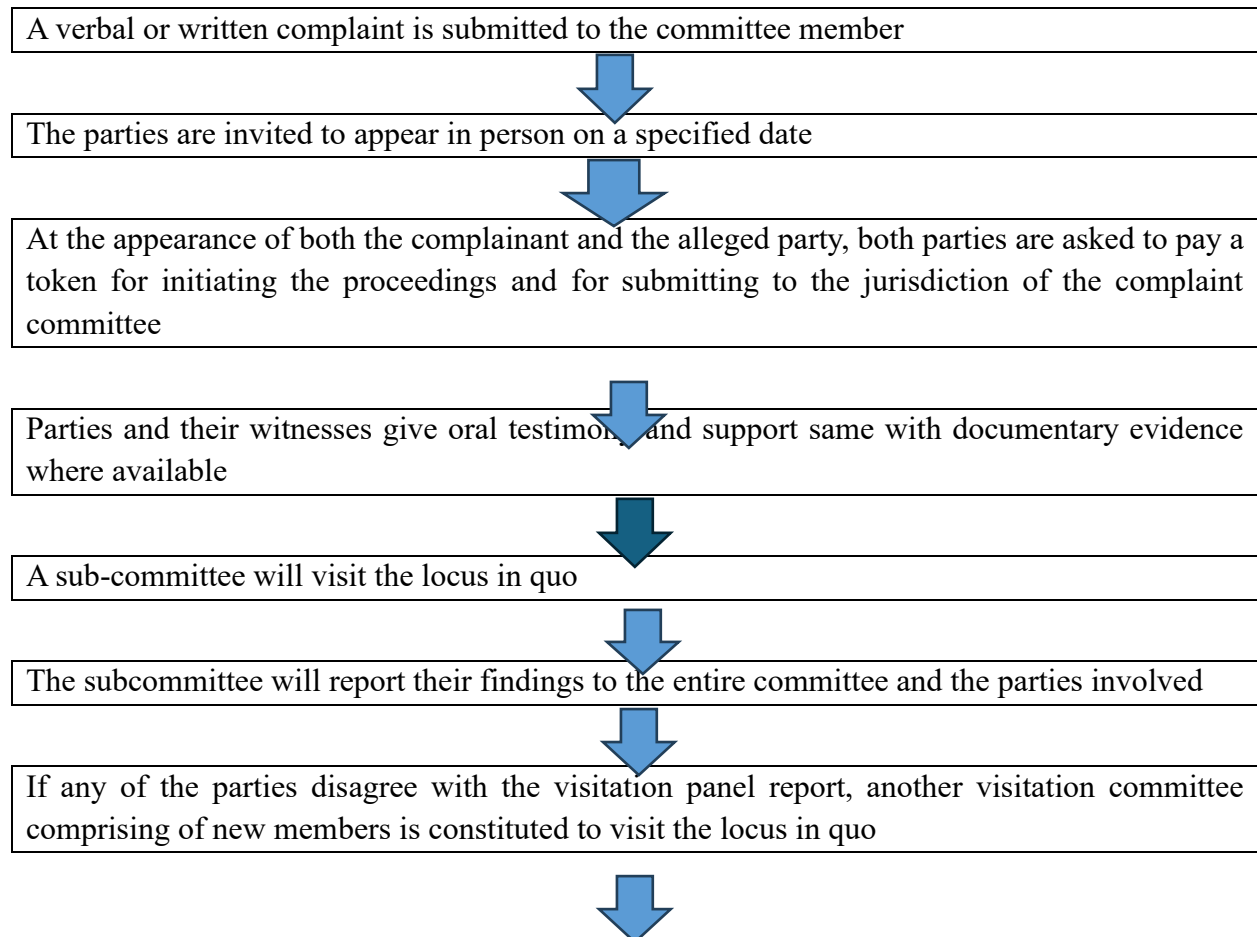 A verbal or written complaint is submitted to the committee member
The parties are invited to appear in person on a specified date
At the appearance of both the complainant and the alleged party, both parties are asked to pay a
token for initiating the proceedings and for submitting to the jurisdiction of the complaint
committee
Parties and their witnesses give oral testimony and support same with documentary evidence
where available
A sub-committee will visit the locus in quo
The subcommittee will report their findings to the entire committee and the parties involved
If any of the parties disagree with the visitation panel report, another visitation committee
comprising of new members is constituted to visit the locus in quo